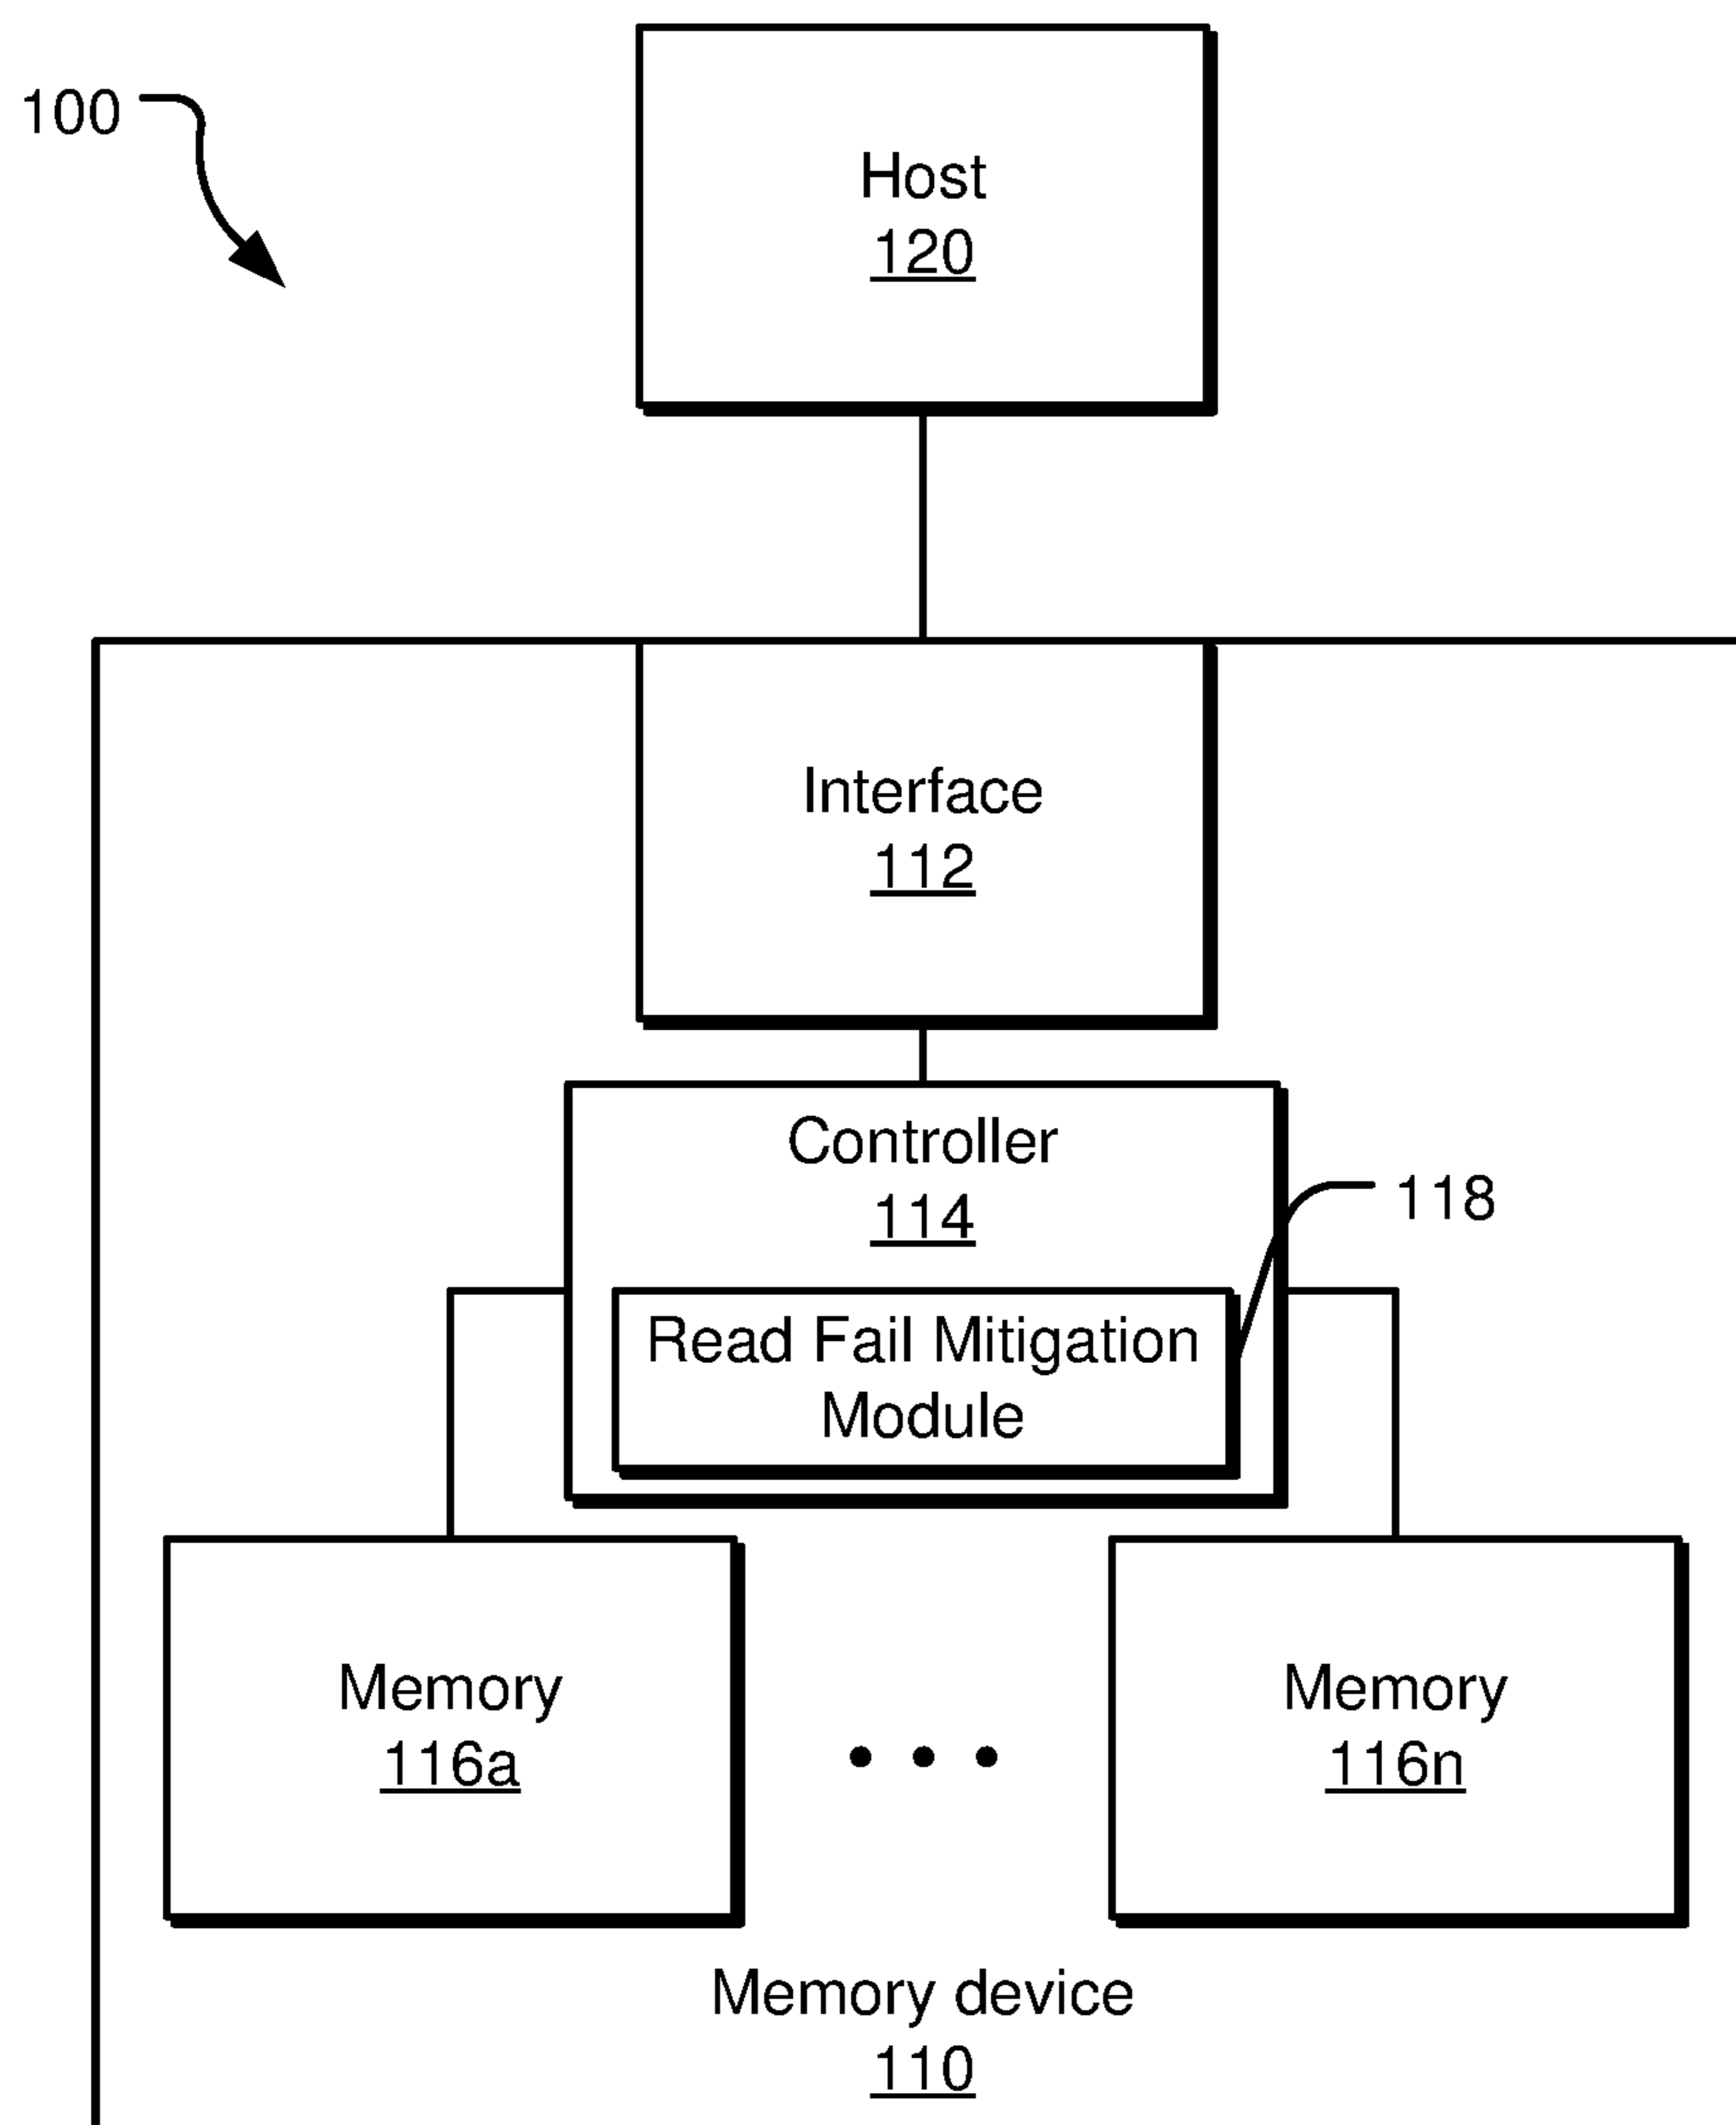 100
Host
120
Interface
112
Controller
114
118
Read Fail Mitigation
Module
Memory
116a
Memory
116n
Memory device
110